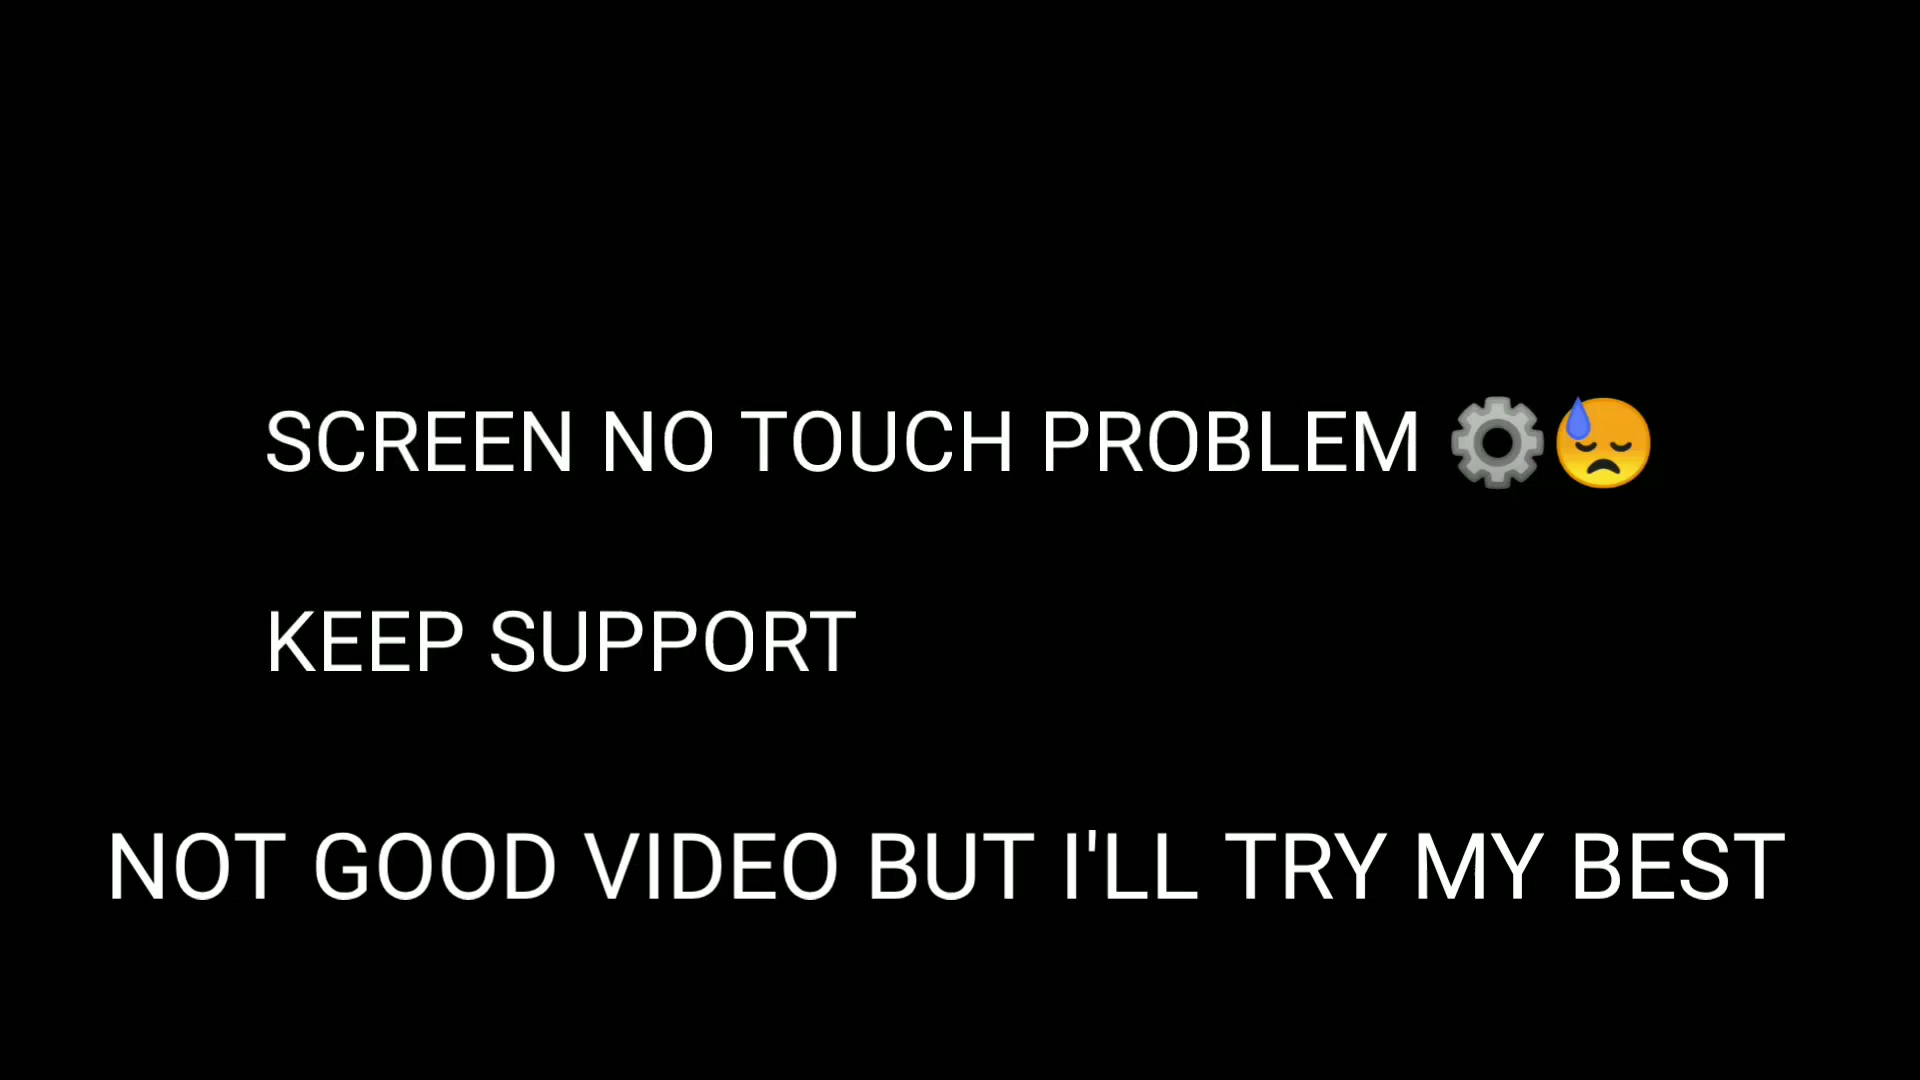 SCREEN NO TOUCH PROBLEM ⚙️😓
KEEP SUPPORT
NOT GOOD VIDEO BUT I'LL TRY MY BEST